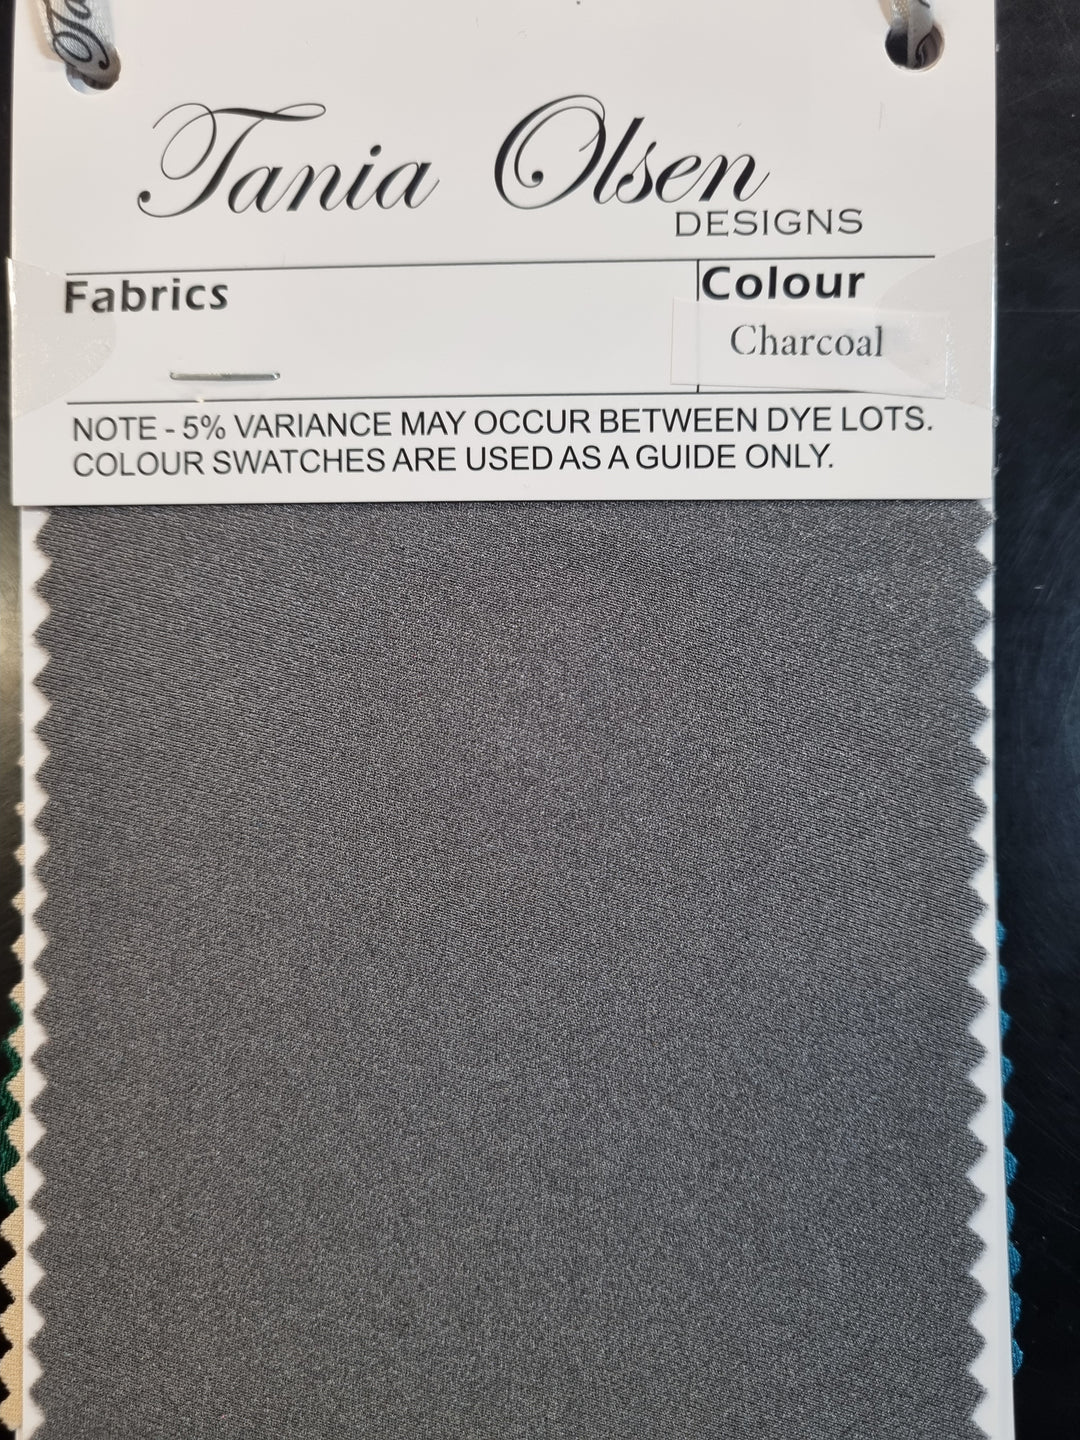 Tania Olsen
DESIGNS
Fabrics
Colour
Charcoal
NOTE - 5% VARIANCE MAY OCCUR BETWEEN DYE LOTS.
COLOUR SWATCHES ARE USED AS A GUIDE ONLY.